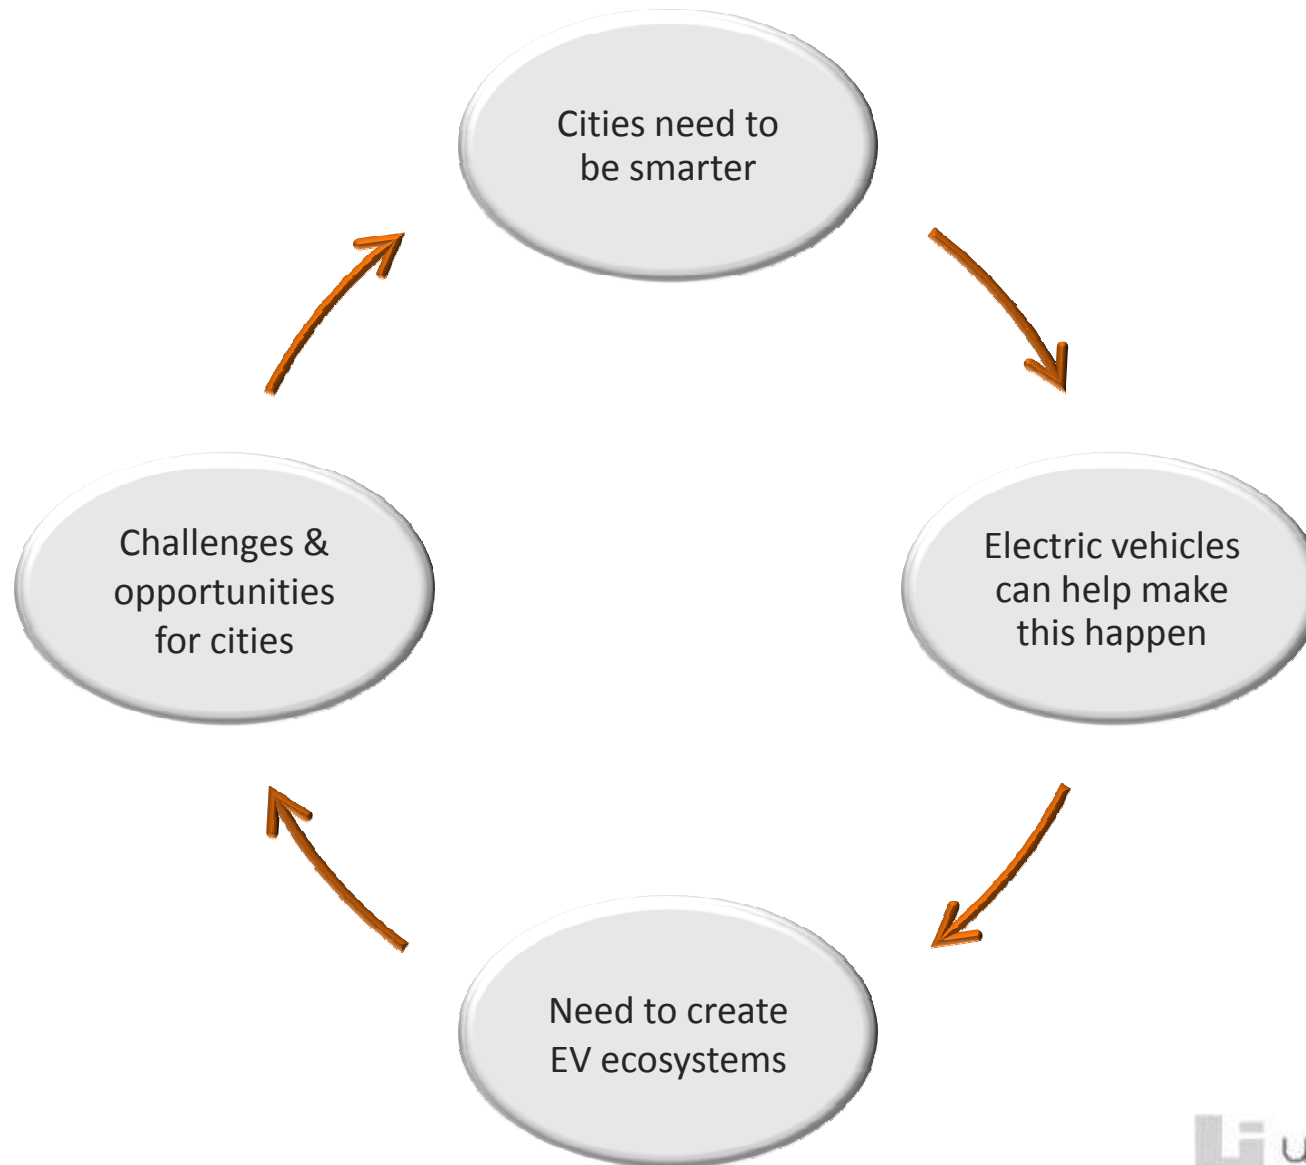 Cities need to
be smarter
Electric vehicles
can help make
this happen
Need to create
EV ecosystems
Challenges &
opportunities
for cities